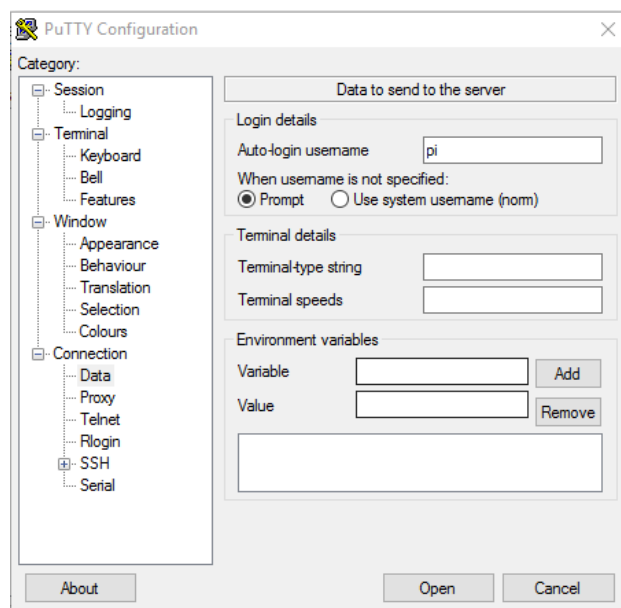 PuTTY Configuration
Category:
Session
Logging
Terminal
Keyboard
Bell
Features
Window
Appearance
Behaviour
Translation
Selection
Colours
Connection
Data
Proxy
Telnet
Rlogin
SSH
Serial
Data to send to the server
Login details
Auto-login username pi
When username is not specified:
Prompt Use system username (norm)
Terminal details
Terminal-type string
Terminal speeds
Environment variables
Variable Add
Value Remove
About Open Cancel